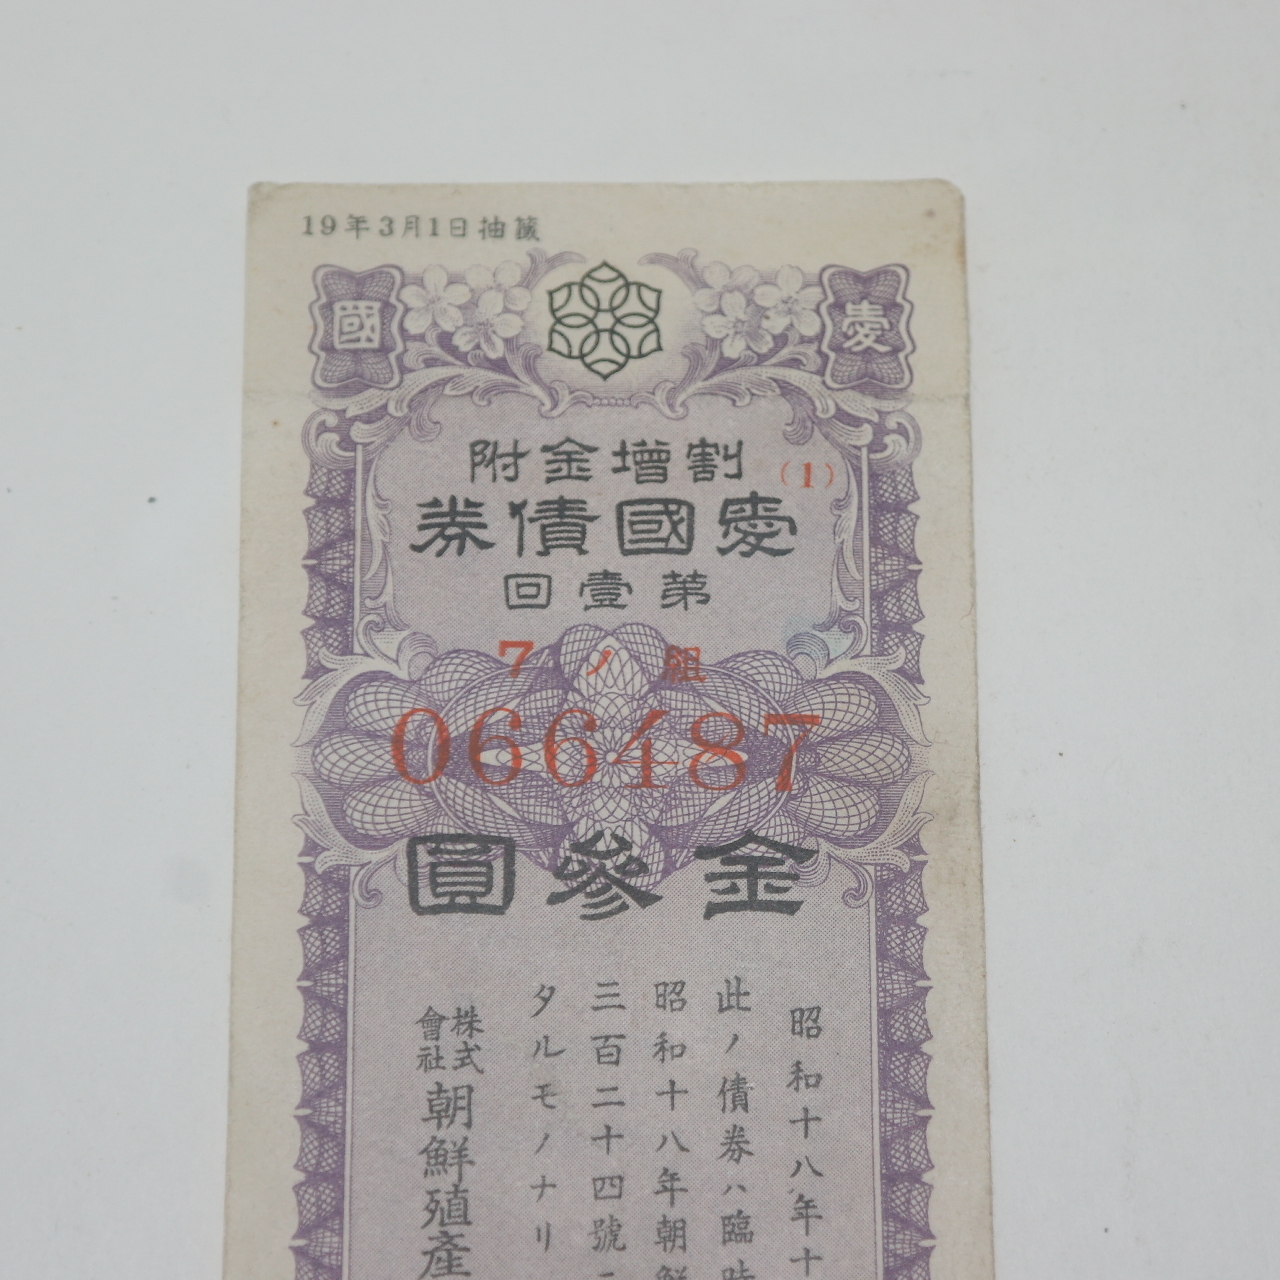 19年3月1日抽籤
愛國
割增金附
(1)
愛國債券
第壹回
7ノ組
066487
金參圓
昭和十八年十
此ノ債券ハ臨時
昭和十八年朝鮮
三百二十四號
タルモノナリ
株式會社朝鮮殖產